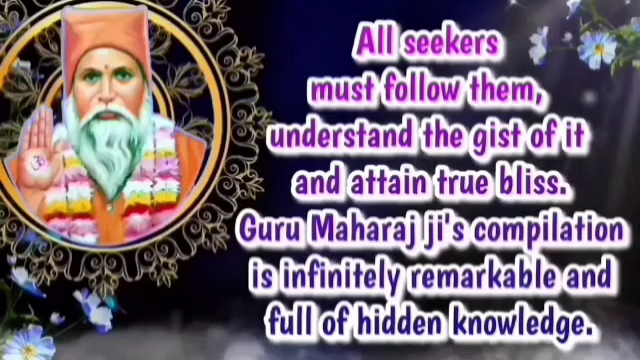 All seekers
must follow them,
understand the gist of it
and attain true bliss.
Guru Maharaj ji's compilation
is infinitely remarkable and
full of hidden knowledge.
ॐ